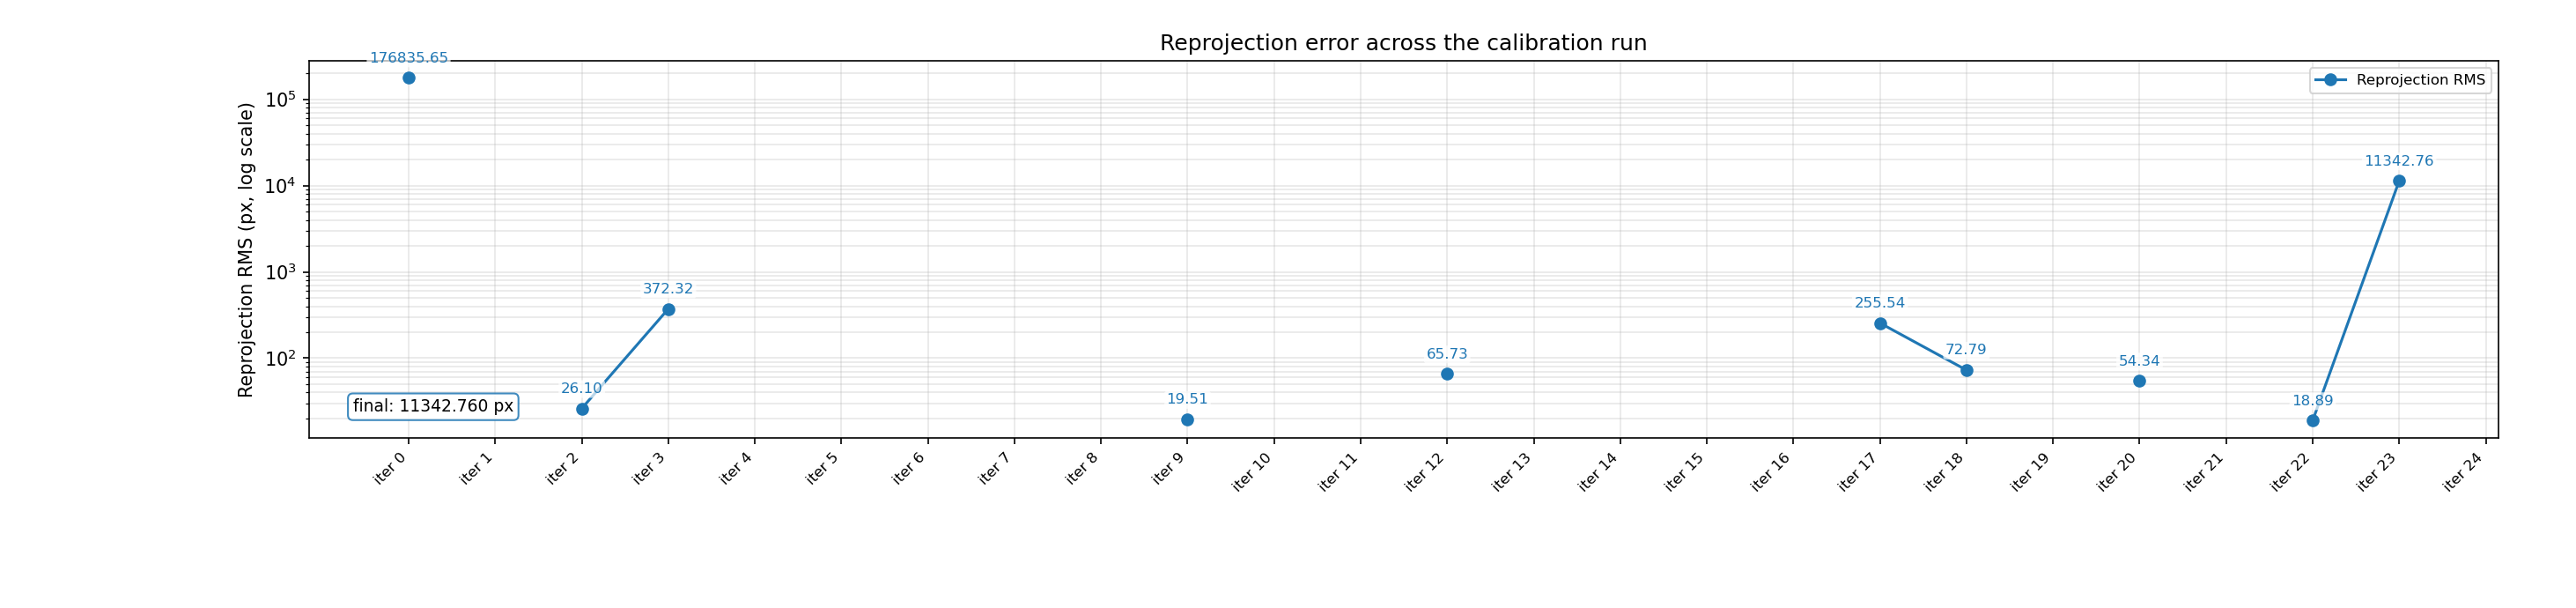 Reprojection error across the calibration run
Reprojection RMS (px, log scale)
10^5
10^4
10^3
10^2
176835.65
26.10
372.32
19.51
65.73
255.54
72.79
54.34
18.89
11342.76
Reprojection RMS
final: 11342.760 px
iter 0
iter 1
iter 2
iter 3
iter 4
iter 5
iter 6
iter 7
iter 8
iter 9
iter 10
iter 11
iter 12
iter 13
iter 14
iter 15
iter 16
iter 17
iter 18
iter 19
iter 20
iter 21
iter 22
iter 23
iter 24